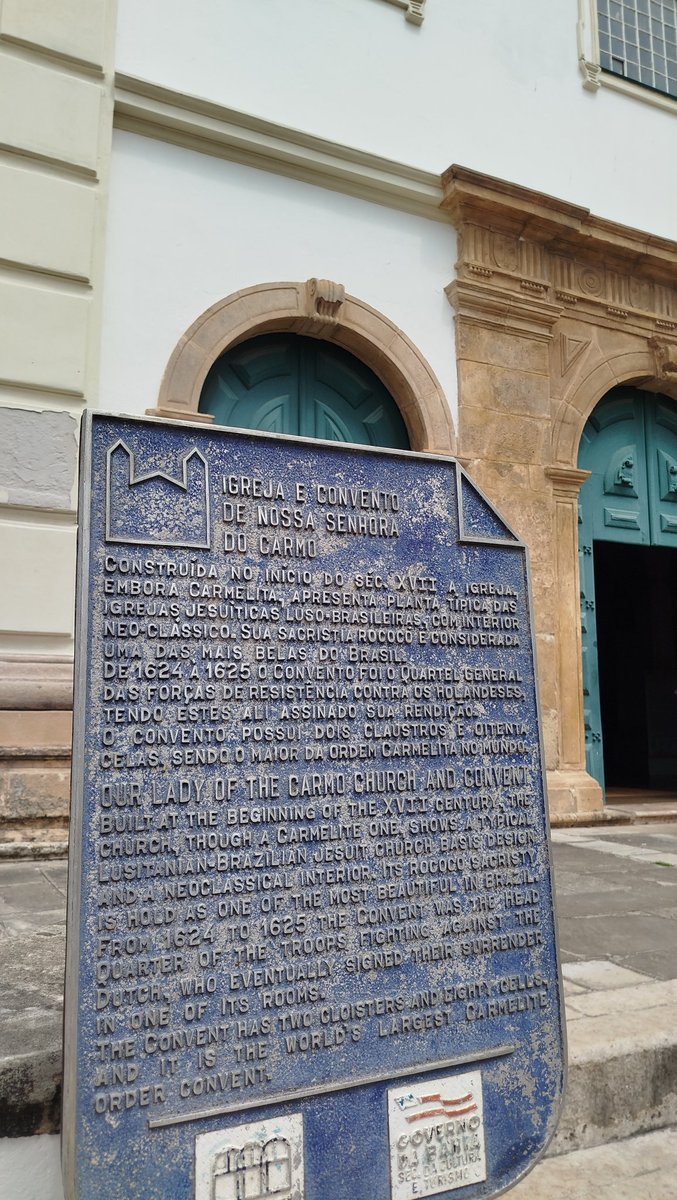 IGREJA E CONVENTO
DE NOSSA SENHORA
DO CARMO
CONSTRUÍDA NO INÍCIO DO SÉC. XVII A IGREJA,
EMBORA CARMELITA, APRESENTA PLANTA TÍPICA DAS
IGREJAS JESUÍTICAS LUSO-BRASILEIRAS, COM INTERIOR
NEO-CLÁSSICO. SUA SACRISTIA ROCOCÓ É CONSIDERADA
UMA DAS MAIS BELAS DO BRASIL.
DE 1624 A 1625 O CONVENTO FOI O QUARTEL GENERAL
DAS FORÇAS DE RESISTÊNCIA CONTRA OS HOLANDESES,
TENDO ESTES ALI ASSINADO SUA RENDIÇÃO.
O CONVENTO POSSUI DOIS CLAUSTROS E OITENTA
CELAS, SENDO O MAIOR DA ORDEM CARMELITA NO MUNDO.
OUR LADY OF THE CARMO CHURCH AND CONVENT
BUILT AT THE BEGINNING OF THE XVII CENTURY, THE
CHURCH, THOUGH A CARMELITE ONE, SHOWS A TYPICAL
LUSITANIAN-BRAZILIAN JESUIT CHURCH BASIS DESIGN
AND A NEOCLASSICAL INTERIOR. ITS ROCOCO SACRISTY
IS HOLD AS ONE OF THE MOST BEAUTIFUL IN BRAZIL.
FROM 1624 TO 1625 THE CONVENT WAS THE HEAD
QUARTER OF THE TROOPS FIGHTING AGAINST THE
DUTCH, WHO EVENTUALLY SIGNED THEIR SURRENDER
IN ONE OF ITS ROOMS.
THE CONVENT HAS TWO CLOISTERS AND EIGHTY CELLS,
AND IT IS THE WORLD'S LARGEST CARMELITE
ORDER CONVENT.
GOVERNO
DA BAHIA
SEC. DA CULTURA
E TURISMO